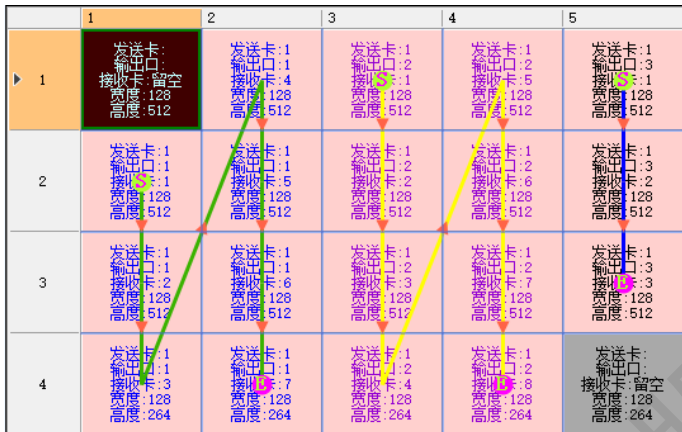 1
2
3
4
5
1
发送卡:
输出口:
接收卡:留空
宽度:128
高度:512
发送卡:1
输出口:1
接收卡:4
宽度:128
高度:512
发送卡:1
输出口:2
接收卡:1
S
宽度:128
高度:512
发送卡:1
输出口:2
接收卡:5
宽度:128
高度:512
发送卡:1
输出口:3
接收卡:1
S
宽度:128
高度:512
2
发送卡:1
输出口:1
接收卡:1
S
宽度:128
高度:512
发送卡:1
输出口:1
接收卡:5
宽度:128
高度:512
发送卡:1
输出口:2
接收卡:2
宽度:128
高度:512
发送卡:1
输出口:2
接收卡:6
宽度:128
高度:512
发送卡:1
输出口:3
接收卡:2
宽度:128
高度:512
3
发送卡:1
输出口:1
接收卡:2
宽度:128
高度:512
发送卡:1
输出口:1
接收卡:6
宽度:128
高度:512
发送卡:1
输出口:2
接收卡:3
宽度:128
高度:512
发送卡:1
输出口:2
接收卡:7
宽度:128
高度:512
发送卡:1
输出口:3
接收卡:3
E
宽度:128
高度:512
4
发送卡:1
输出口:1
接收卡:3
宽度:128
高度:264
发送卡:1
输出口:1
接收卡:7
E
宽度:128
高度:264
发送卡:1
输出口:2
接收卡:4
宽度:128
高度:264
发送卡:1
输出口:2
接收卡:8
E
宽度:128
高度:264
发送卡:
输出口:
接收卡:留空
宽度:128
高度:264